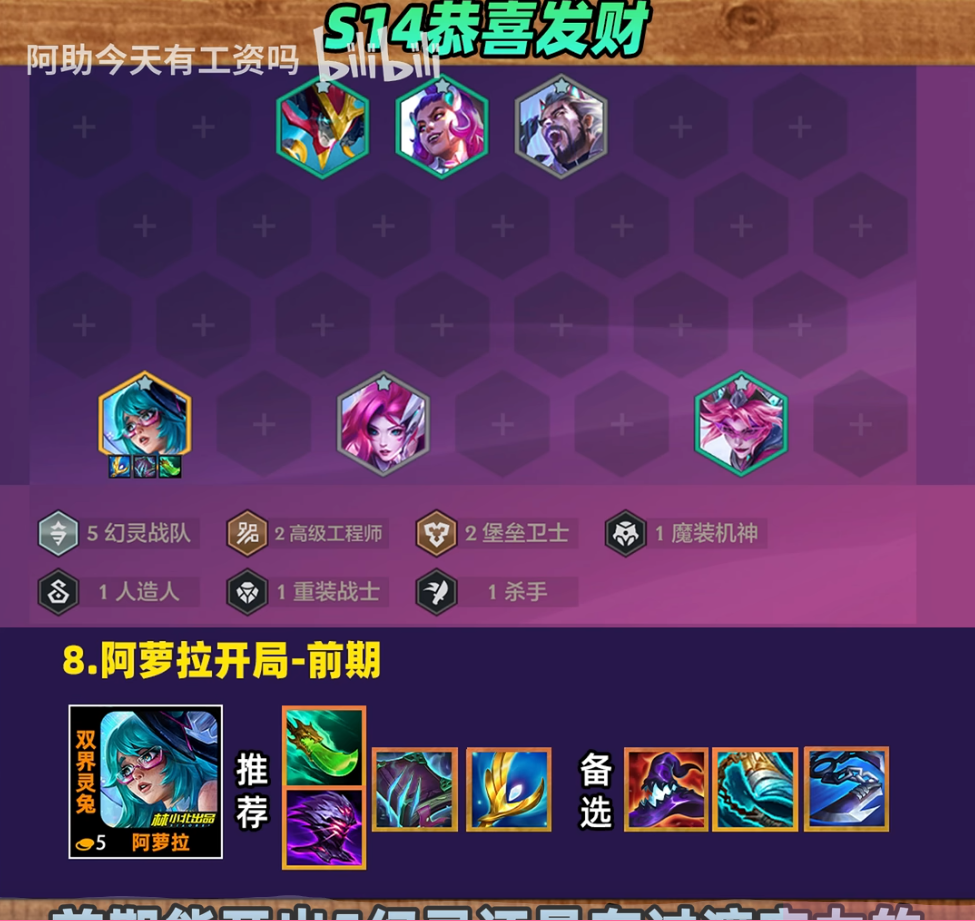 S14恭喜发财
阿助今天有工资吗 bilibili
5 幻灵战队 2 高级工程师 2 堡垒卫士 1 魔装机神
1 人造人 1 重装战士 1 杀手
8.阿萝拉开局-前期
双界灵兔
林小北出品
5 阿萝拉
推荐
备选